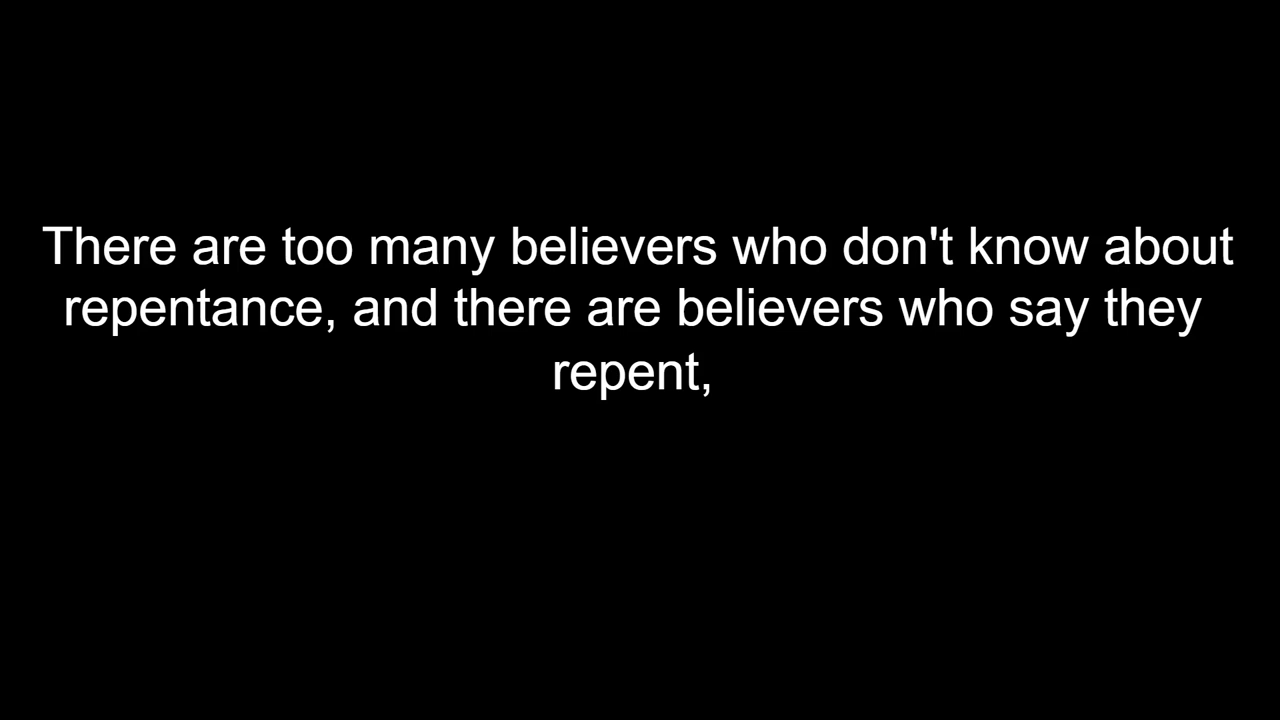 There are too many believers who don't know about
repentance, and there are believers who say they
repent,